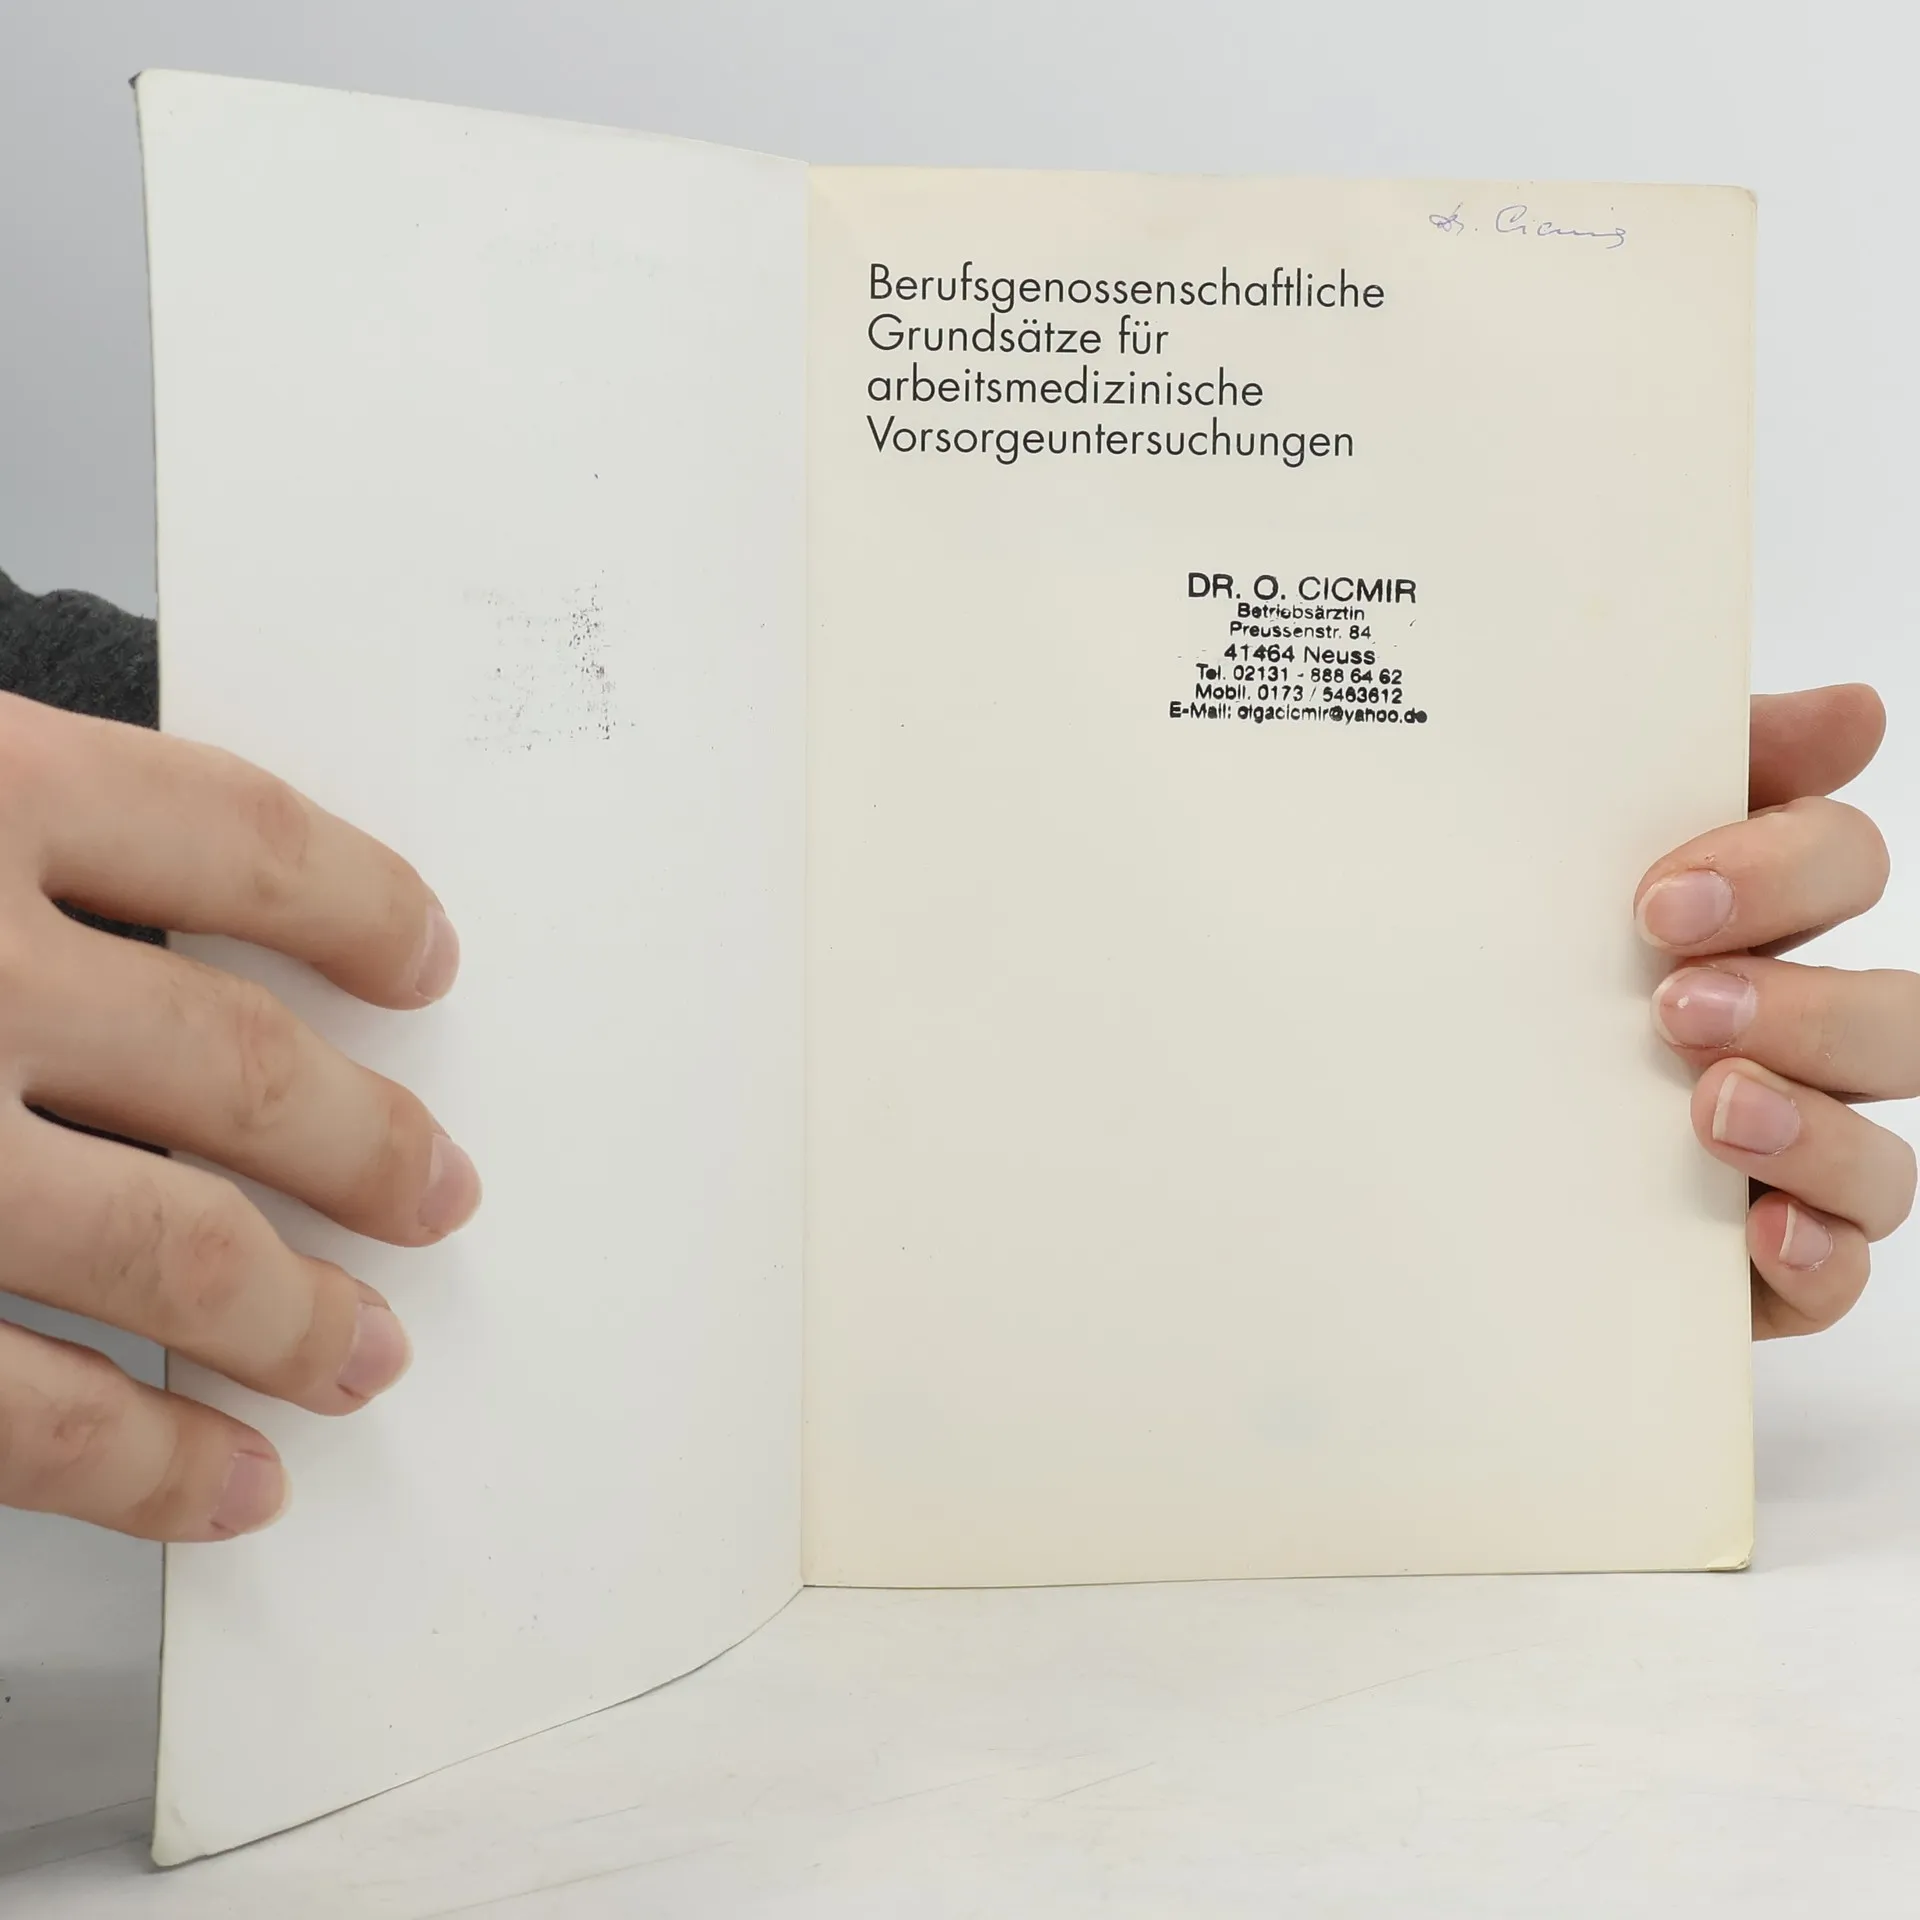 Dr. Cicmir
Berufsgenossenschaftliche
Grundsätze für
arbeitsmedizinische
Vorsorgeuntersuchungen
DR. O. CICMIR
Betriebsärztin
Preussenstr. 84
41464 Neuss
Tel. 02131 - 888 64 62
Mobil. 0173 / 5463612
E-Mail: olgacicmir@yahoo.de